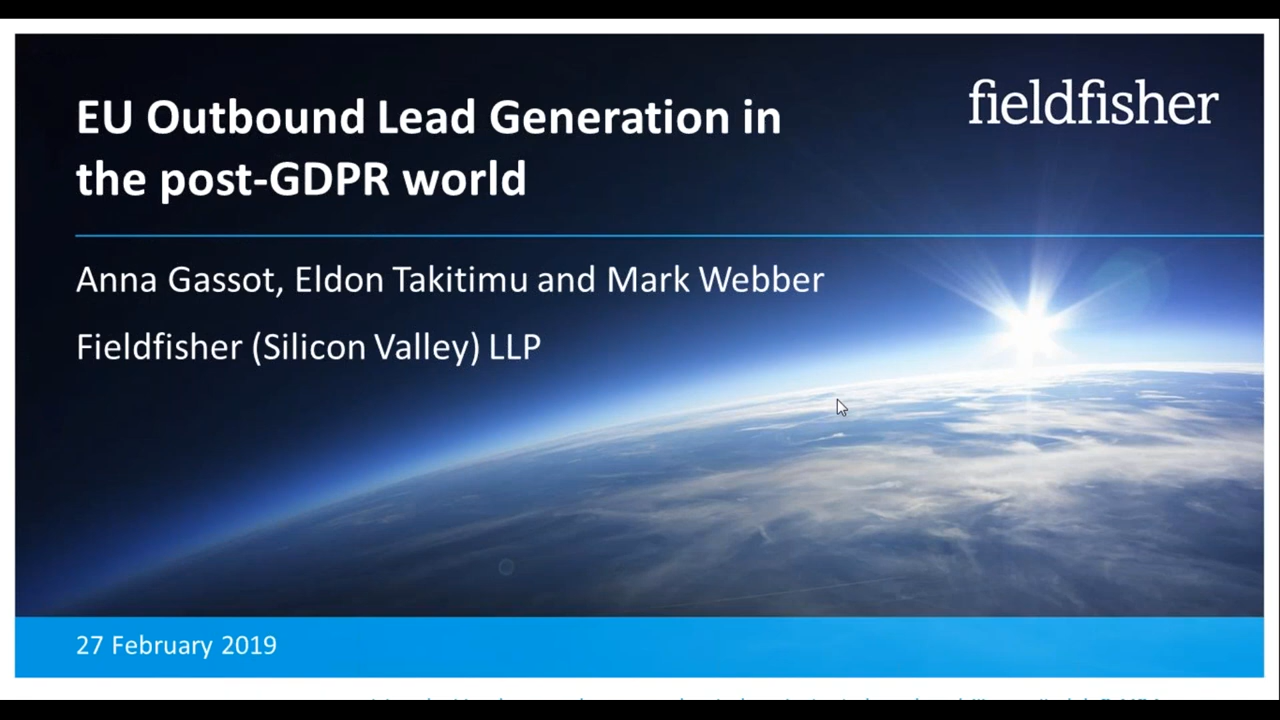 EU Outbound Lead Generation in
the post-GDPR world
fieldfisher
Anna Gassot, Eldon Takitimu and Mark Webber
Fieldfisher (Silicon Valley) LLP
27 February 2019